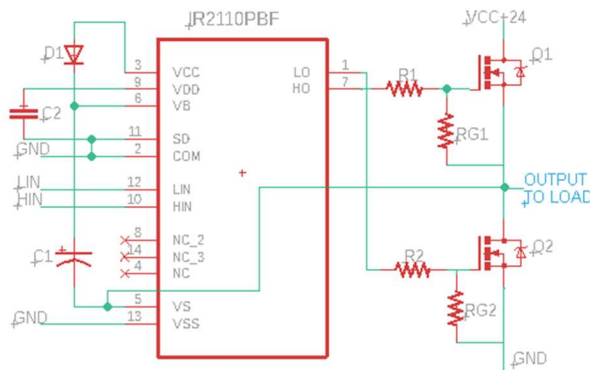 IR2110PBF
VCC+24
D1
Q1
3 VCC LO 1
9 VDD HO 7
6 VB
R1
C2
RG1
11 SD
GND 2 COM
LIN 12 LIN
HIN 10 HIN
OUTPUT
TO LOAD
8 NC_2
14 NC_3
4 NC
C1
Q2
R2
5 VS
RG2
GND 13 VSS
GND